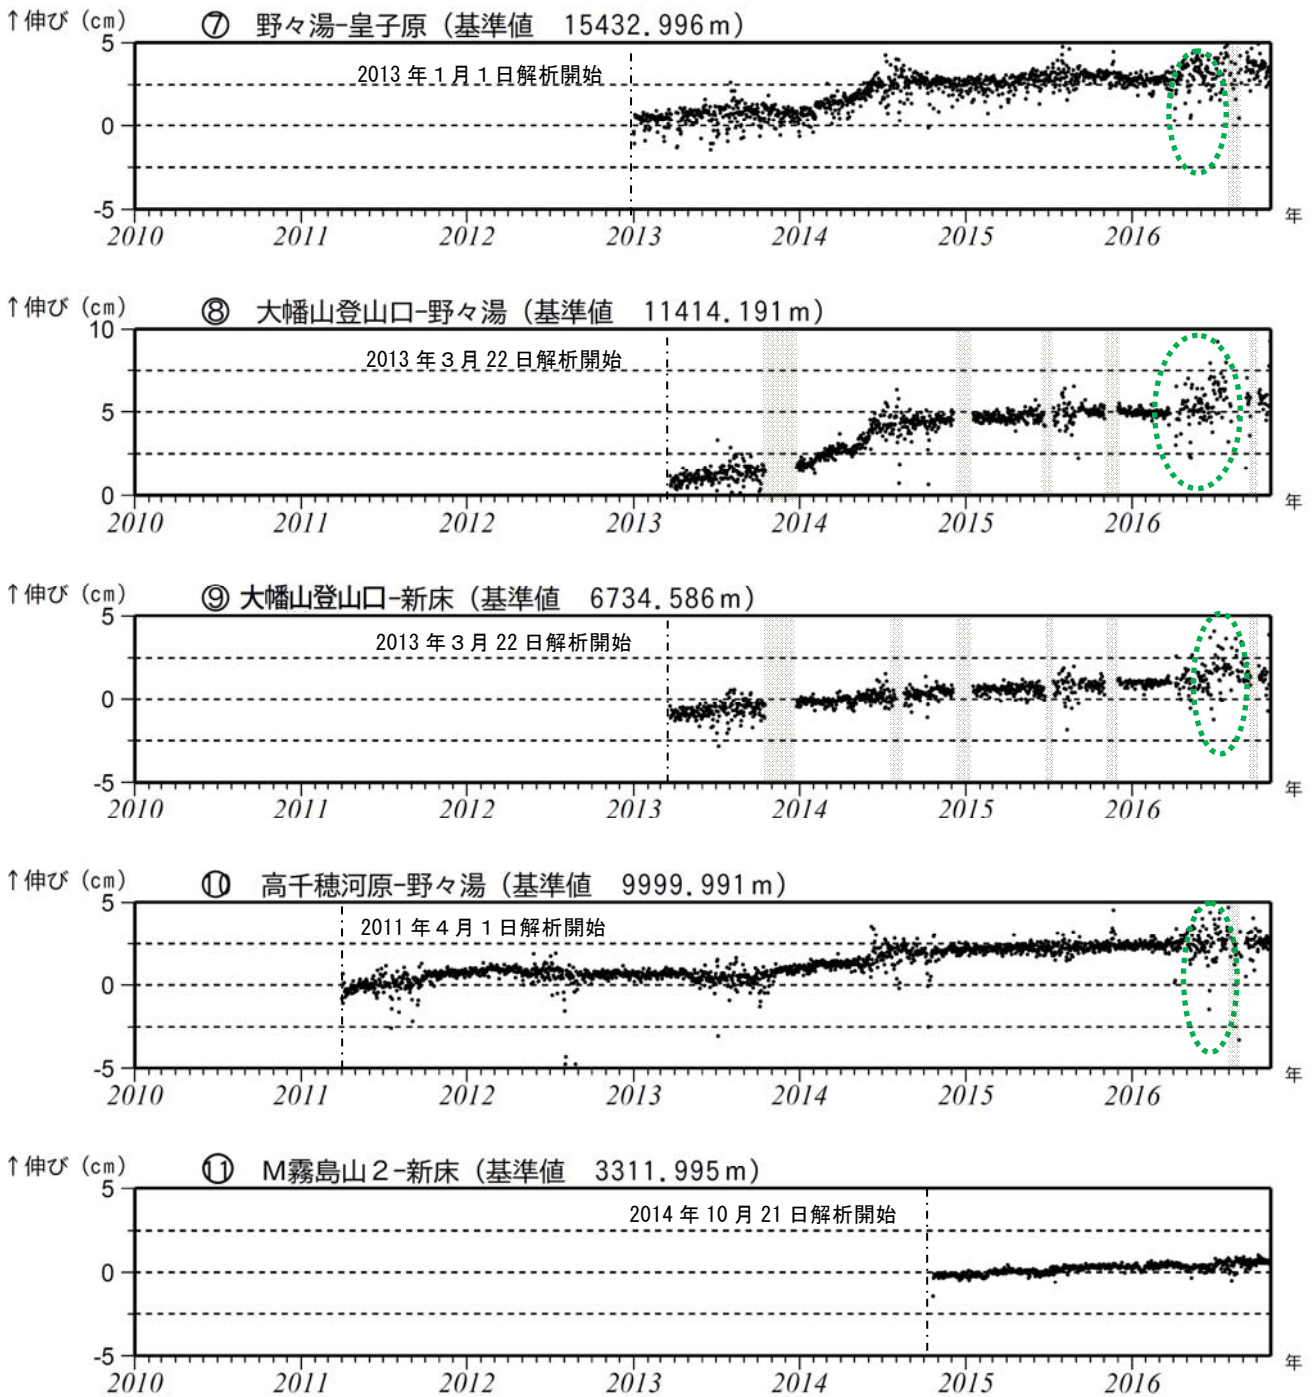 ↑伸び（cm） ⑦ 野々湯-皇子原（基準値 15432.996m）
5
2013年1月1日解析開始
0
-5
2010 2011 2012 2013 2014 2015 2016 年
↑伸び（cm） ⑧ 大幡山登山口-野々湯（基準値 11414.191m）
10
2013年3月22日解析開始
5
0
2010 2011 2012 2013 2014 2015 2016 年
↑伸び（cm） ⑨ 大幡山登山口-新床（基準値 6734.586m）
5
2013年3月22日解析開始
0
-5
2010 2011 2012 2013 2014 2015 2016 年
↑伸び（cm） ⑩ 高千穂河原-野々湯（基準値 9999.991m）
5
2011年4月1日解析開始
0
-5
2010 2011 2012 2013 2014 2015 2016 年
↑伸び（cm） ⑪ M霧島山2-新床（基準値 3311.995m）
5
2014年10月21日解析開始
0
-5
2010 2011 2012 2013 2014 2015 2016 年